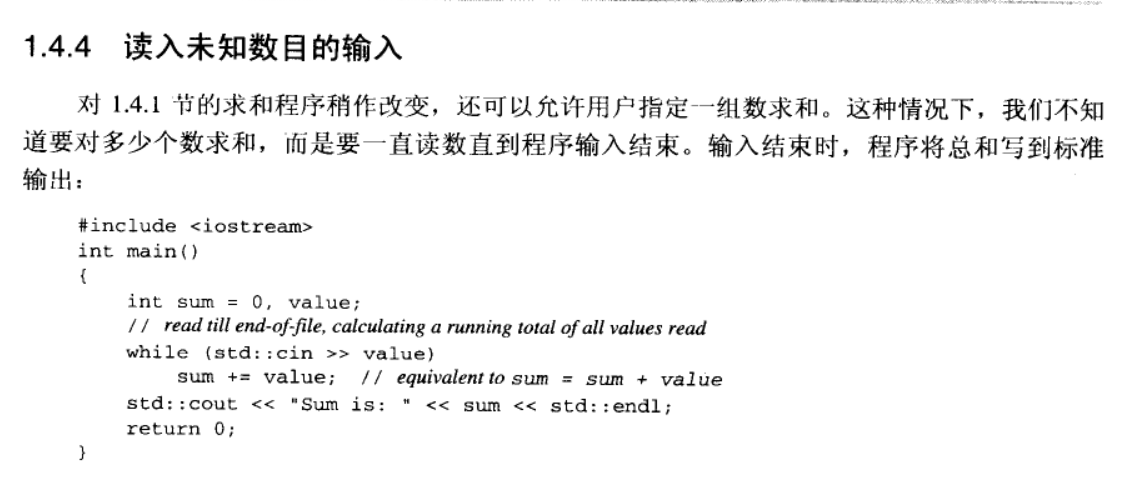 1.4.4 读入未知数目的输入
对 1.4.1 节的求和程序稍作改变，还可以允许用户指定一组数求和。这种情况下，我们不知
道要对多少个数求和，而是要一直读数直到程序输入结束。输入结束时，程序将总和写到标准
输出：
#include <iostream>
int main()
{
    int sum = 0, value;
    // read till end-of-file, calculating a running total of all values read
    while (std::cin >> value)
        sum += value; // equivalent to sum = sum + value
    std::cout << "Sum is: " << sum << std::endl;
    return 0;
}